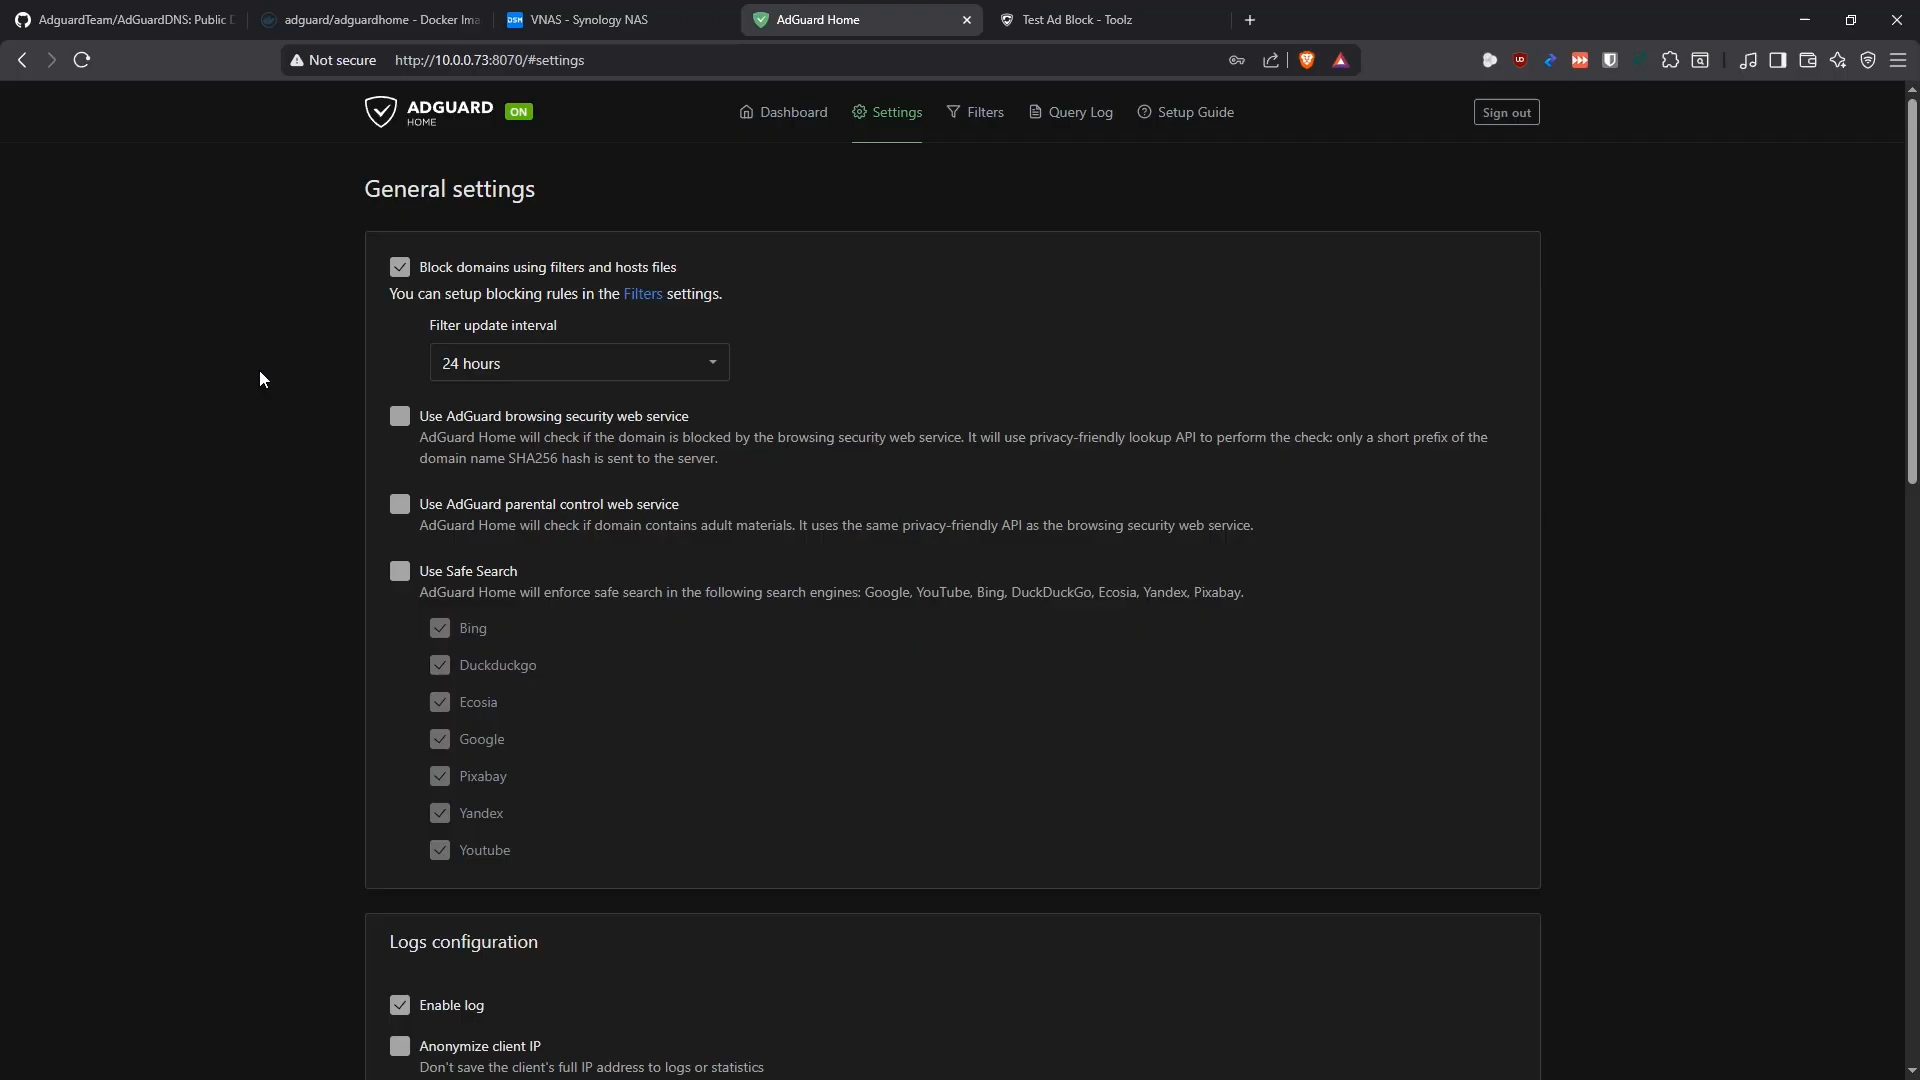 AdguardTeam/AdGuardDNS: Public D
adguard/adguardhome - Docker Ima
DSM
VNAS - Synology NAS
AdGuard Home
Test Ad Block - Toolz
Not secure
http://10.0.0.73:8070/#settings
ADGUARD
HOME
ON
Dashboard
Settings
Filters
Query Log
Setup Guide
Sign out
General settings
Block domains using filters and hosts files
You can setup blocking rules in the Filters settings.
Filter update interval
24 hours
Use AdGuard browsing security web service
AdGuard Home will check if the domain is blocked by the browsing security web service. It will use privacy-friendly lookup API to perform the check: only a short prefix of the
domain name SHA256 hash is sent to the server.
Use AdGuard parental control web service
AdGuard Home will check if domain contains adult materials. It uses the same privacy-friendly API as the browsing security web service.
Use Safe Search
AdGuard Home will enforce safe search in the following search engines: Google, YouTube, Bing, DuckDuckGo, Ecosia, Yandex, Pixabay.
Bing
Duckduckgo
Ecosia
Google
Pixabay
Yandex
Youtube
Logs configuration
Enable log
Anonymize client IP
Don't save the client's full IP address to logs or statistics